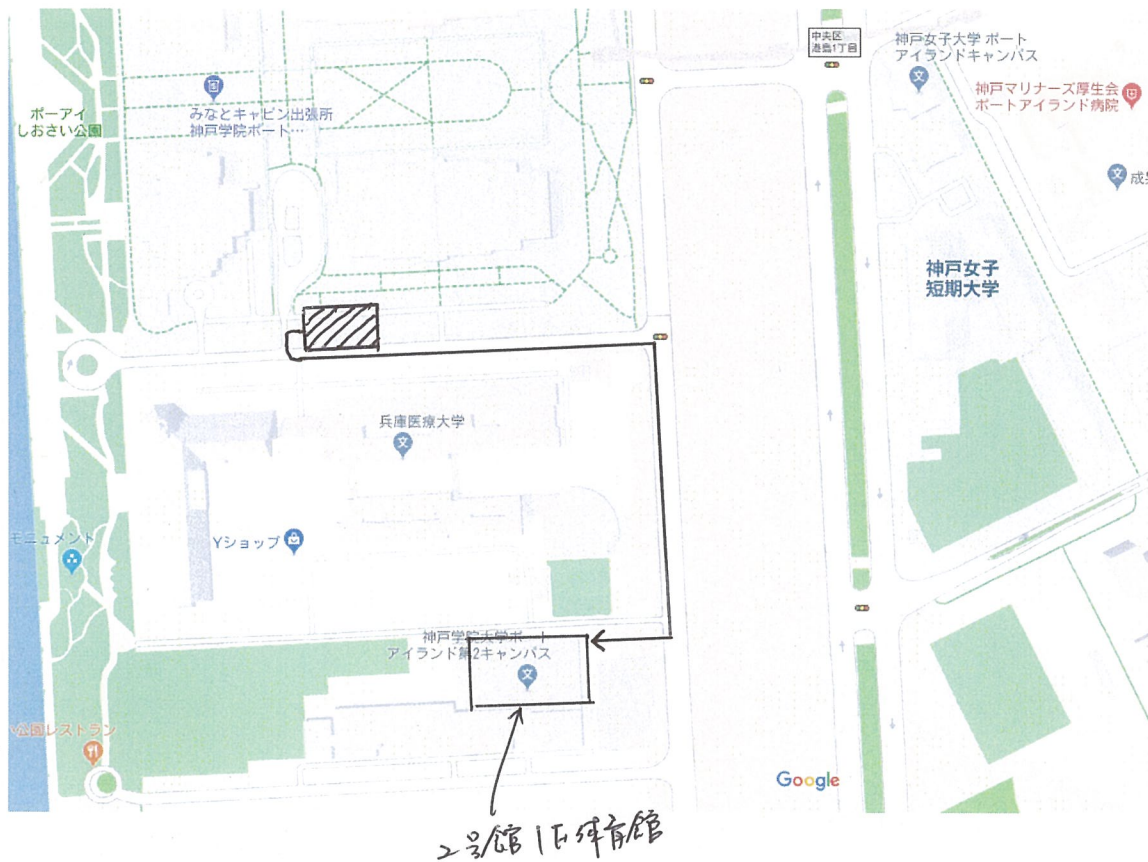 中央区
港島1丁目
神戸女子大学 ポート
アイランドキャンパス
神戸マリナーズ厚生会
ポートアイランド病院
ポーアイ
しおさい公園
みなとキャビン出張所
神戸学院ポート…
神戸女子
短期大学
兵庫医療大学
Yショップ
モニュメント
神戸学院大学ポート
アイランド第2キャンパス
公園レストラン
Google
2号館1F体育館